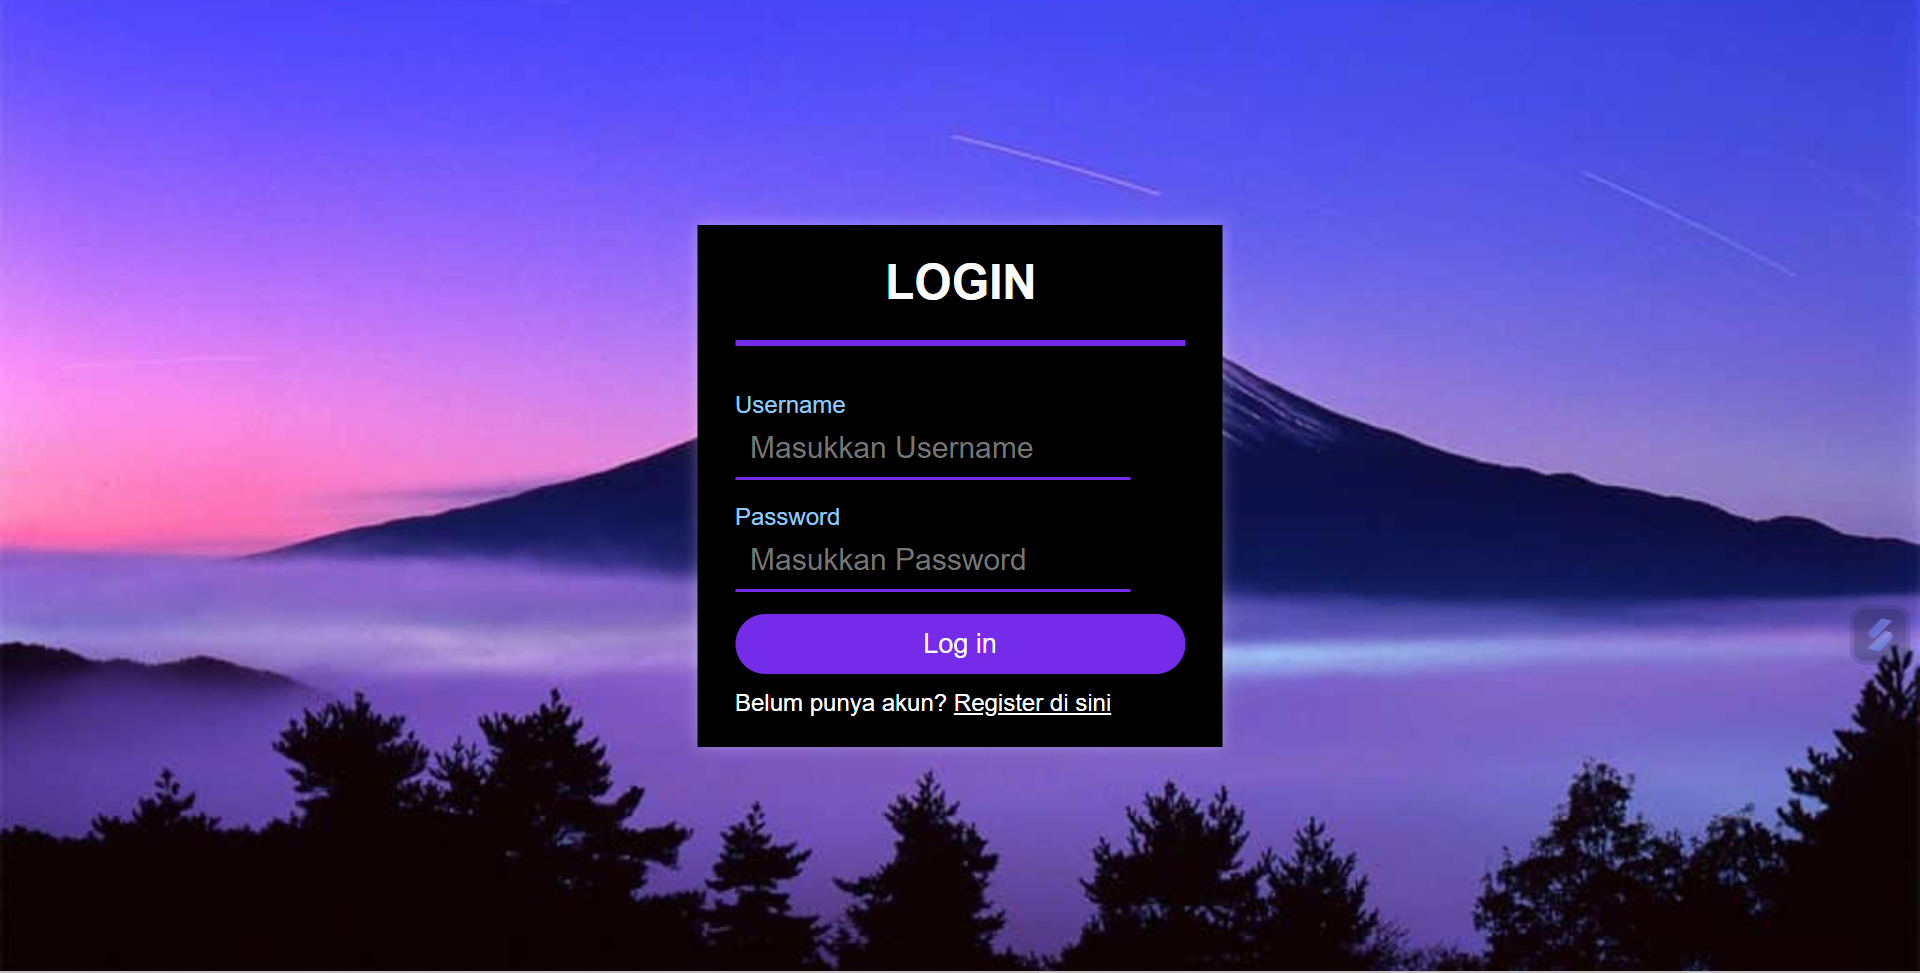 LOGIN
Username
Masukkan Username
Password
Masukkan Password
Log in
Belum punya akun? Register di sini